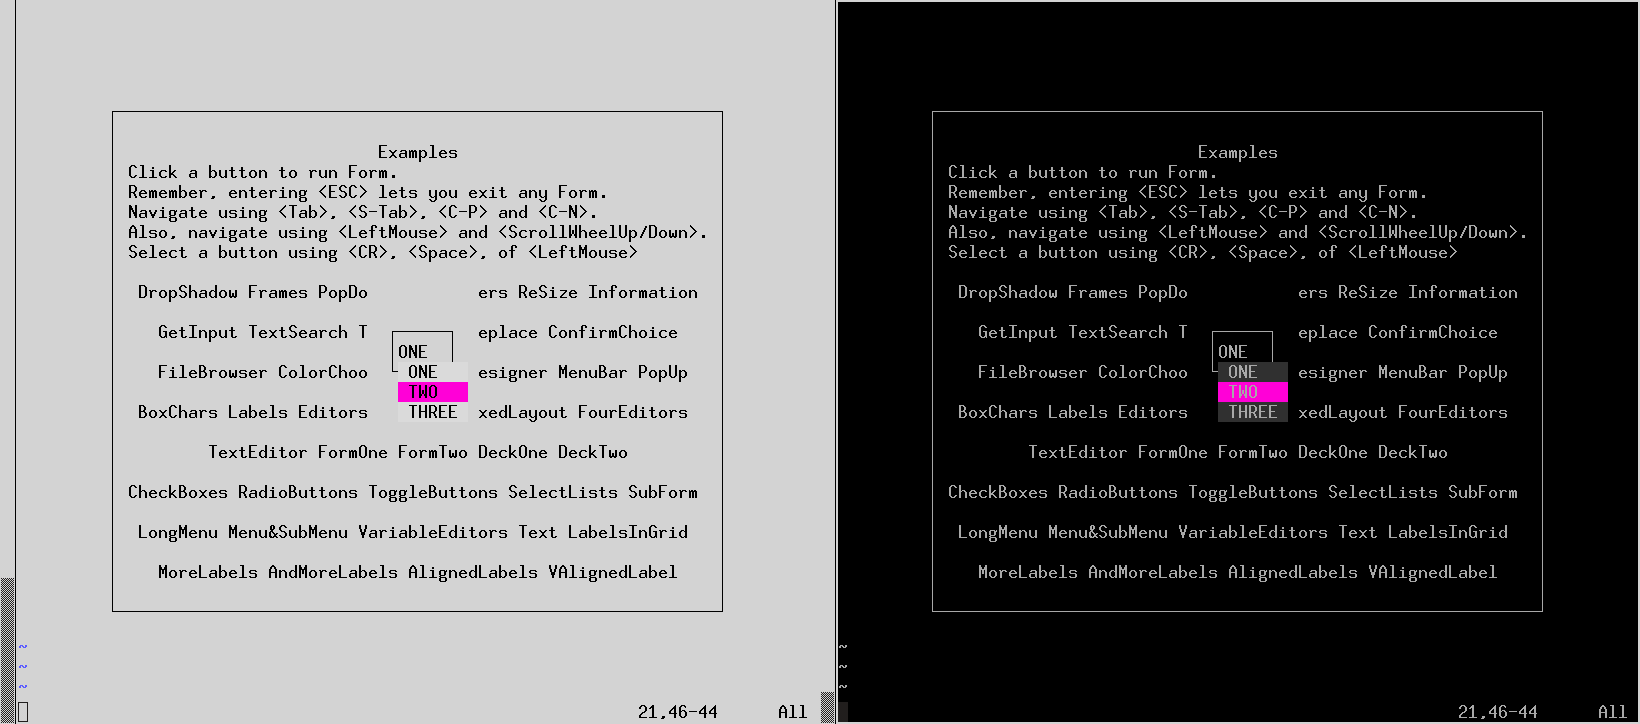 Examples
Click a button to run Form.
Remember, entering <ESC> lets you exit any Form.
Navigate using <Tab>, <S-Tab>, <C-P> and <C-N>.
Also, navigate using <LeftMouse> and <ScrollWheelUp/Down>.
Select a button using <CR>, <Space>, of <LeftMouse>
DropShadow Frames PopDo ers ReSize Information
GetInput TextSearch T eplace ConfirmChoice
ONE
FileBrowser ColorChoo ONE esigner MenuBar PopUp
TWO
BoxChars Labels Editors THREE xedLayout FourEditors
TextEditor FormOne FormTwo DeckOne DeckTwo
CheckBoxes RadioButtons ToggleButtons SelectLists SubForm
LongMenu Menu&SubMenu VariableEditors Text LabelsInGrid
MoreLabels AndMoreLabels AlignedLabels VAlignedLabel
~
~
~
21,46-44 All
Examples
Click a button to run Form.
Remember, entering <ESC> lets you exit any Form.
Navigate using <Tab>, <S-Tab>, <C-P> and <C-N>.
Also, navigate using <LeftMouse> and <ScrollWheelUp/Down>.
Select a button using <CR>, <Space>, of <LeftMouse>
DropShadow Frames PopDo ers ReSize Information
GetInput TextSearch T eplace ConfirmChoice
ONE
FileBrowser ColorChoo ONE esigner MenuBar PopUp
TWO
BoxChars Labels Editors THREE xedLayout FourEditors
TextEditor FormOne FormTwo DeckOne DeckTwo
CheckBoxes RadioButtons ToggleButtons SelectLists SubForm
LongMenu Menu&SubMenu VariableEditors Text LabelsInGrid
MoreLabels AndMoreLabels AlignedLabels VAlignedLabel
~
~
~
21,46-44 All